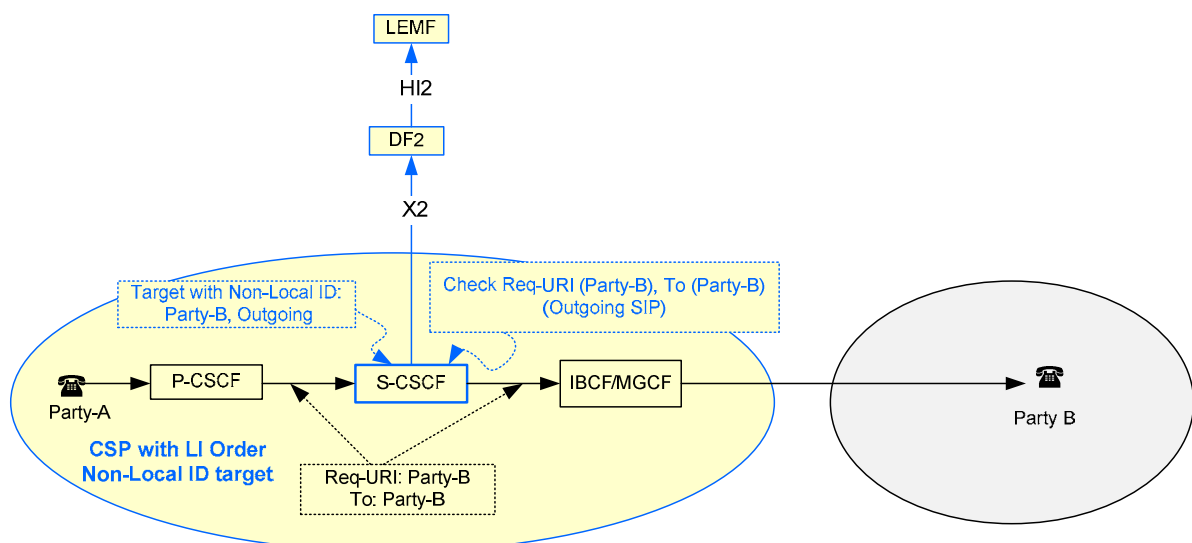 LEMF
HI2
DF2
X2
Target with Non-Local ID:
Party-B, Outgoing
Check Req-URI (Party-B), To (Party-B)
(Outgoing SIP)
P-CSCF
S-CSCF
IBCF/MGCF
Party-A
Party B
CSP with LI Order
Non-Local ID target
Req-URI: Party-B
To: Party-B